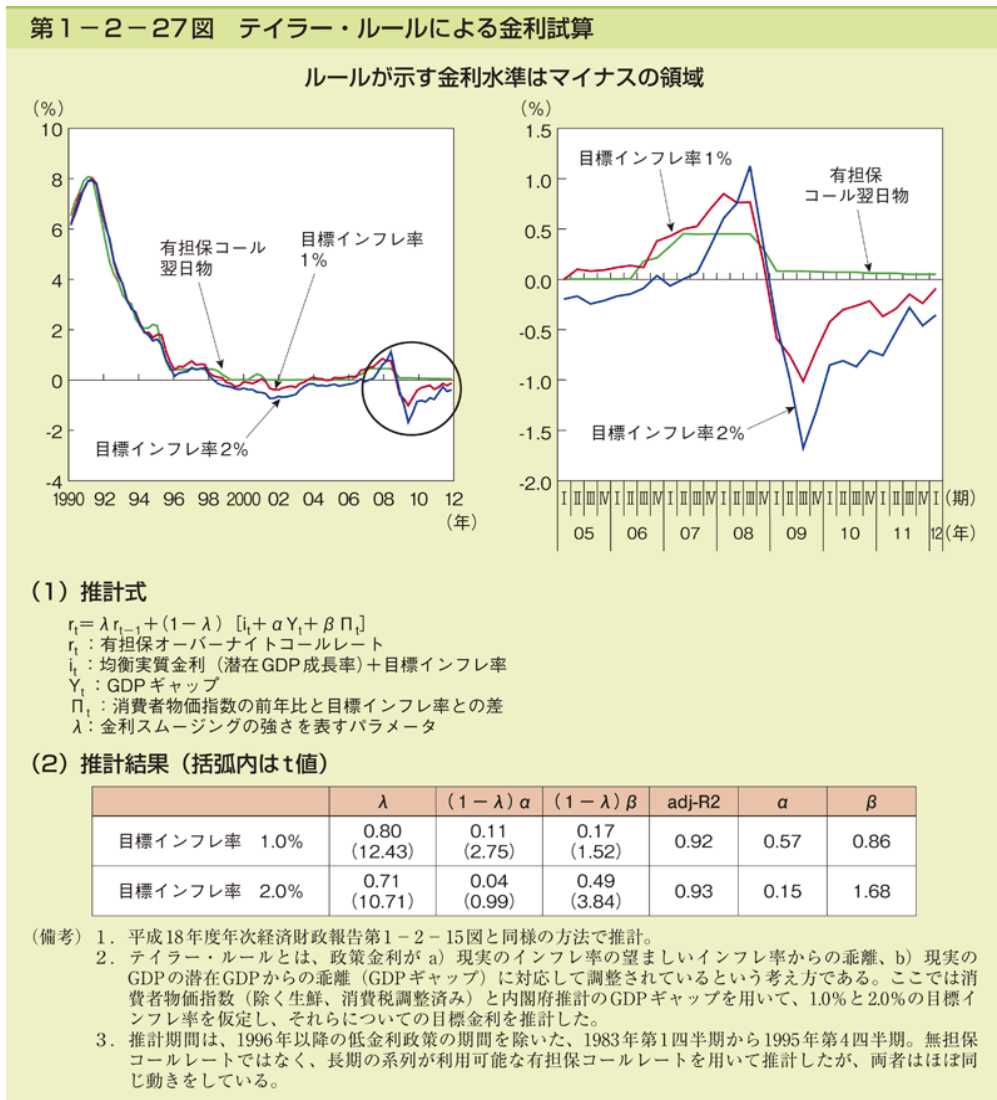 第1－2－27図　テイラー・ルールによる金利試算
ルールが示す金利水準はマイナスの領域
（%）
10
8
6
4
2
0
-2
-4
1990 92 94 96 98 2000 02 04 06 08 10 12
（年）
有担保コール
翌日物
目標インフレ率
1%
目標インフレ率2%
（%）
1.5
1.0
0.5
0.0
-0.5
-1.0
-1.5
-2.0
目標インフレ率1%
有担保
コール翌日物
目標インフレ率2%
Ⅰ Ⅱ Ⅲ Ⅳ Ⅰ Ⅱ Ⅲ Ⅳ Ⅰ Ⅱ Ⅲ Ⅳ Ⅰ Ⅱ Ⅲ Ⅳ Ⅰ Ⅱ Ⅲ Ⅳ Ⅰ Ⅱ Ⅲ Ⅳ Ⅰ Ⅱ Ⅲ Ⅳ Ⅰ （期）
05 06 07 08 09 10 11 12（年）
（1）推計式
rt＝λrt−1＋(1−λ)［it＋αYt＋βΠt］
rt：有担保オーバーナイトコールレート
it：均衡実質金利（潜在GDP成長率）＋目標インフレ率
Yt：GDPギャップ
Πt：消費者物価指数の前年比と目標インフレ率との差
λ：金利スムージングの強さを表すパラメータ
（2）推計結果（括弧内はt値）
λ （1－λ）α （1－λ）β adj-R2 α β
目標インフレ率　1.0% 0.80 0.11 0.17 0.92 0.57 0.86
(12.43) (2.75) (1.52)
目標インフレ率　2.0% 0.71 0.04 0.49 0.93 0.15 1.68
(10.71) (0.99) (3.84)
（備考）1．平成18年度年次経済財政報告第1－2－15図と同様の方法で推計。
2．テイラー・ルールとは、政策金利が a）現実のインフレ率の望ましいインフレ率からの乖離、b）現実の
GDPの潜在GDPからの乖離（GDPギャップ）に対応して調整されているという考え方である。ここでは消
費者物価指数（除く生鮮、消費税調整済み）と内閣府推計のGDPギャップを用いて、1.0%と2.0%の目標イ
ンフレ率を仮定し、それらについての目標金利を推計した。
3．推計期間は、1996年以降の低金利政策の期間を除いた、1983年第1四半期から1995年第4四半期。無担保
コールレートではなく、長期の系列が利用可能な有担保コールレートを用いて推計したが、両者はほぼ同
じ動きをしている。